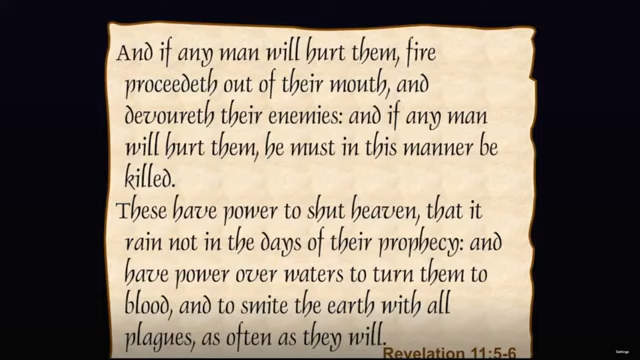 And if any man will hurt them, fire
proceedeth out of their mouth, and
devoureth their enemies: and if any man
will hurt them, he must in this manner be
killed.
These have power to shut heaven, that it
rain not in the days of their prophecy: and
have power over waters to turn them to
blood, and to smite the earth with all
plagues, as often as they will.
Revelation 11:5-6
Settings